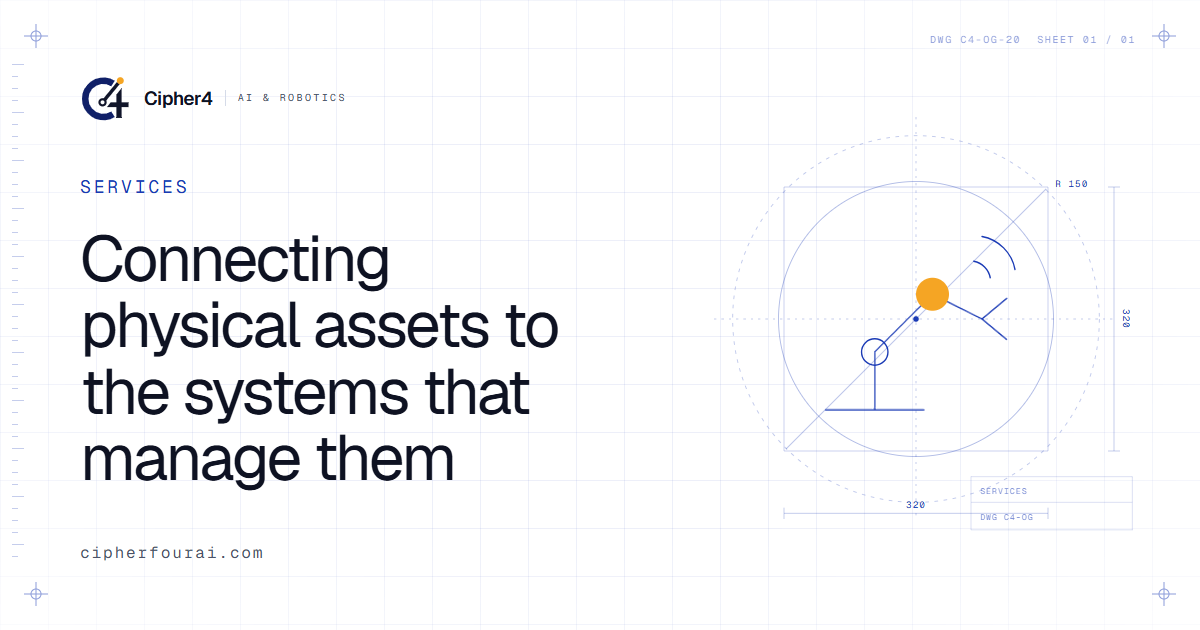 DWG C4-OG-20 SHEET 01 / 01
Cipher4 AI & ROBOTICS
SERVICES
Connecting
physical assets to
the systems that
manage them
cipherfourai.com
R 150
320
320
SERVICES
DWG C4-OG